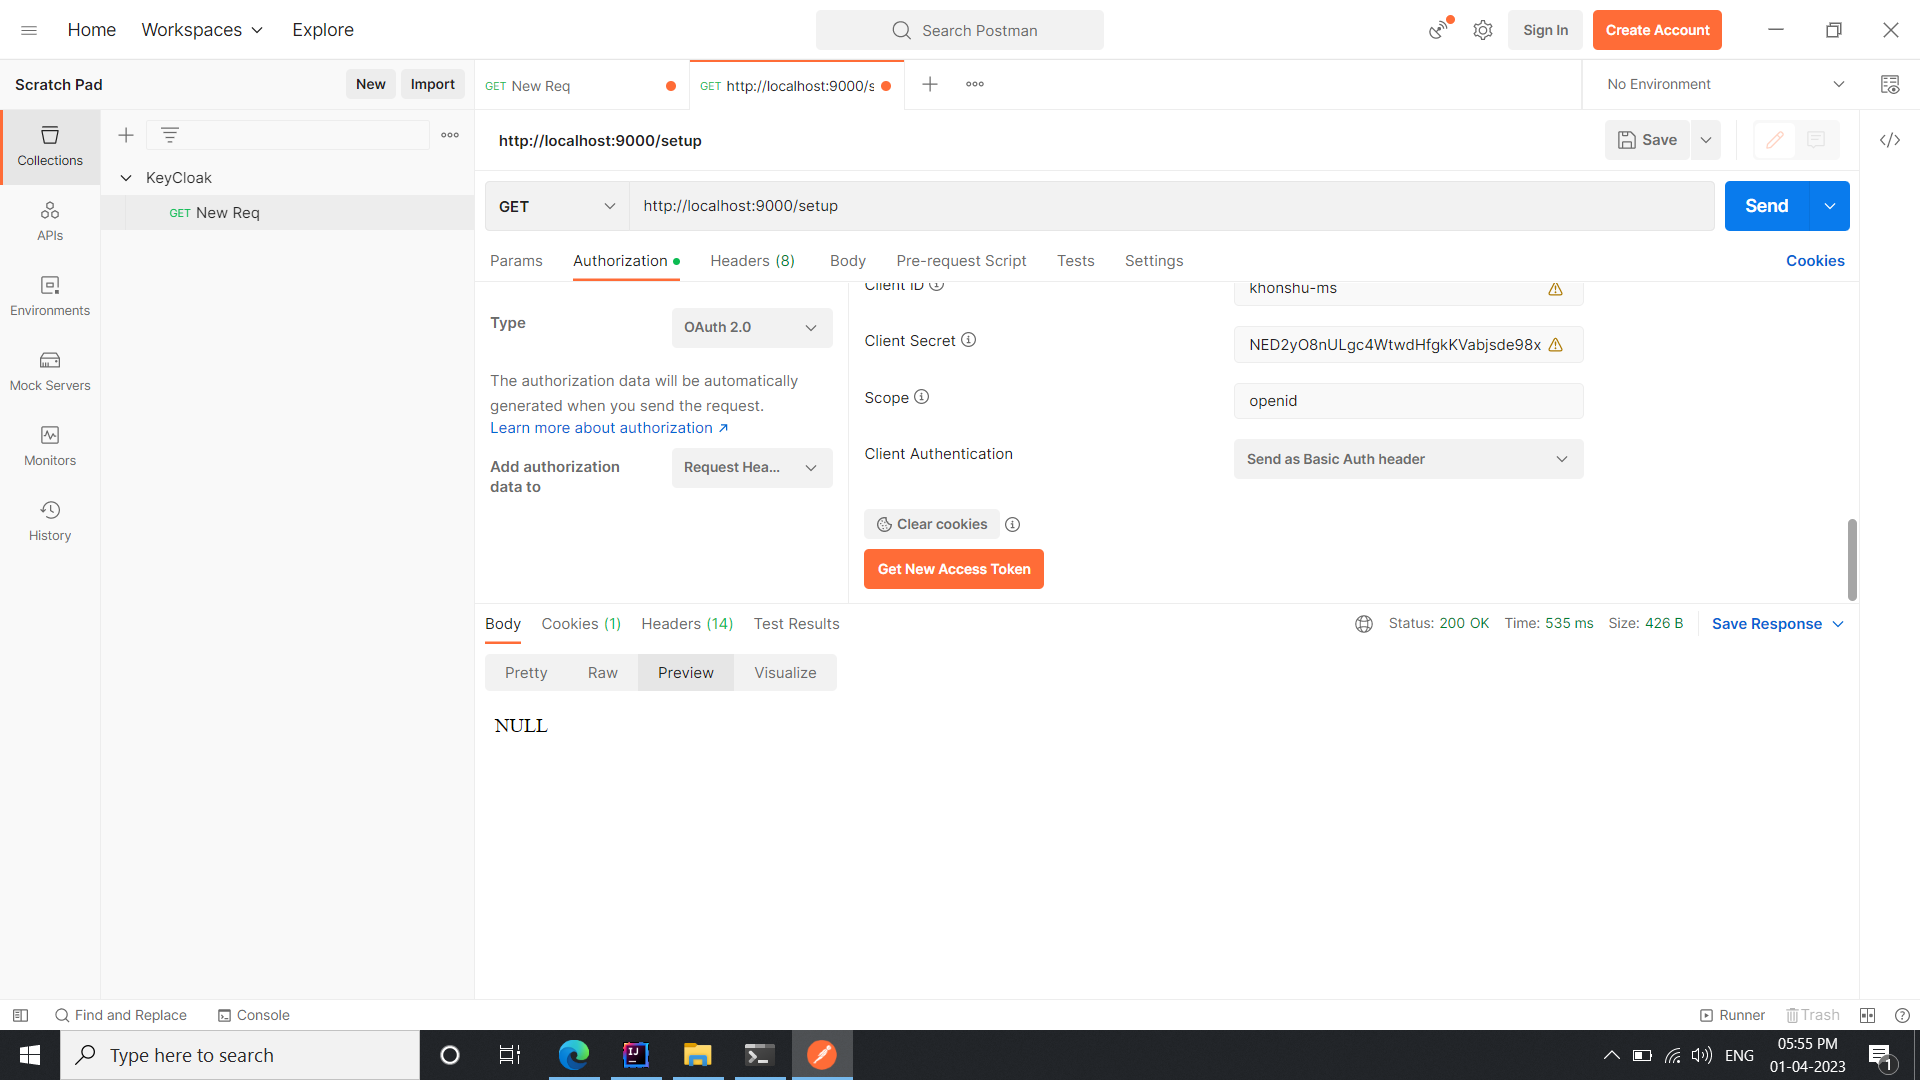 Home Workspaces Explore
Search Postman
Sign In
Create Account
Scratch Pad
New
Import
GET New Req
GET http://localhost:9000/s
No Environment
Collections
APIs
Environments
Mock Servers
Monitors
History
KeyCloak
GET New Req
http://localhost:9000/setup
Save
GET
http://localhost:9000/setup
Send
Params Authorization Headers (8) Body Pre-request Script Tests Settings
Cookies
Type
OAuth 2.0
The authorization data will be automatically
generated when you send the request.
Learn more about authorization
Add authorization
data to
Request Hea...
Client ID
khonshu-ms
Client Secret
NED2yO8nULgc4WtwdHfgkKVabjsde98x
Scope
openid
Client Authentication
Send as Basic Auth header
Clear cookies
Get New Access Token
Body Cookies (1) Headers (14) Test Results
Status: 200 OK Time: 535 ms Size: 426 B
Save Response
Pretty Raw Preview Visualize
NULL
Find and Replace
Console
Runner
Trash
Type here to search
IJ
ENG
05:55 PM
01-04-2023
1